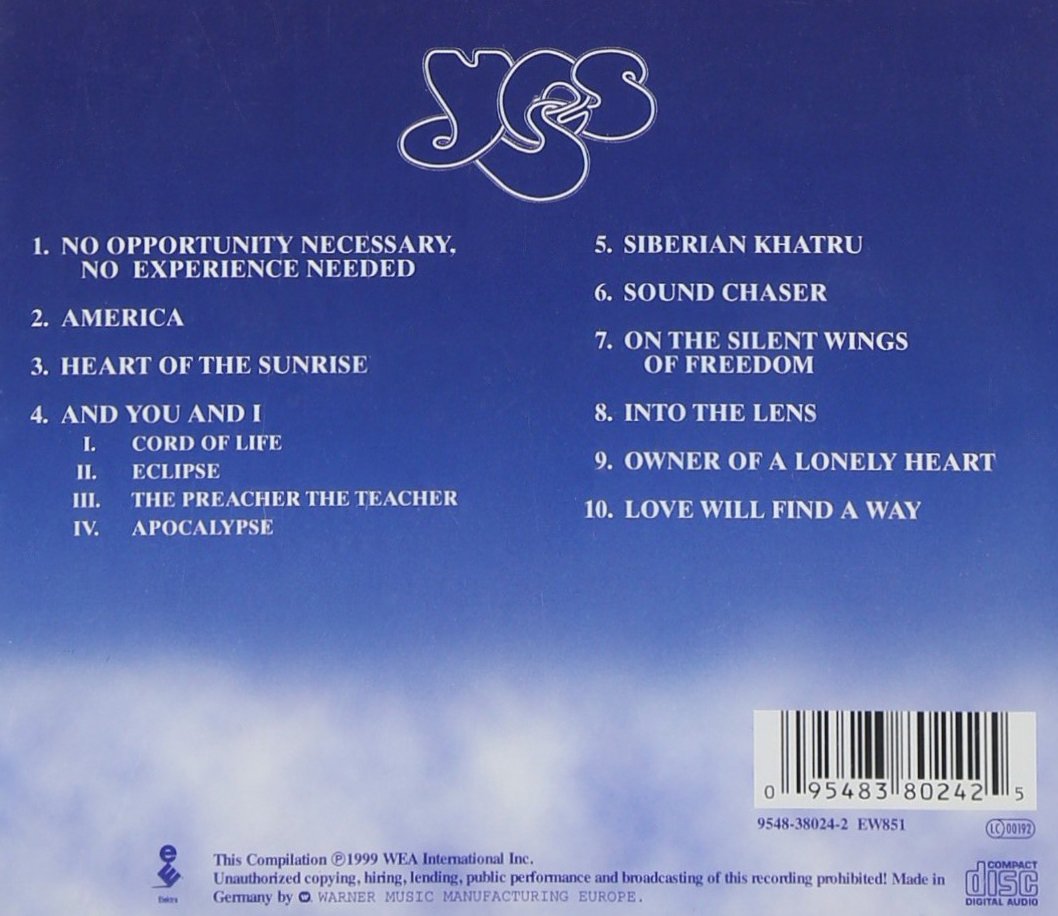 Yes
1. NO OPPORTUNITY NECESSARY,
NO EXPERIENCE NEEDED
2. AMERICA
3. HEART OF THE SUNRISE
4. AND YOU AND I
I. CORD OF LIFE
II. ECLIPSE
III. THE PREACHER THE TEACHER
IV. APOCALYPSE
5. SIBERIAN KHATRU
6. SOUND CHASER
7. ON THE SILENT WINGS
OF FREEDOM
8. INTO THE LENS
9. OWNER OF A LONELY HEART
10. LOVE WILL FIND A WAY
0 95483 80242 5
9548-38024-2 EW851
LC 00192
Elektra
This Compilation ℗1999 WEA International Inc.
Unauthorized copying, hiring, lending, public performance and broadcasting of this recording prohibited! Made in
Germany by WARNER MUSIC MANUFACTURING EUROPE.
COMPACT
disc
DIGITAL AUDIO